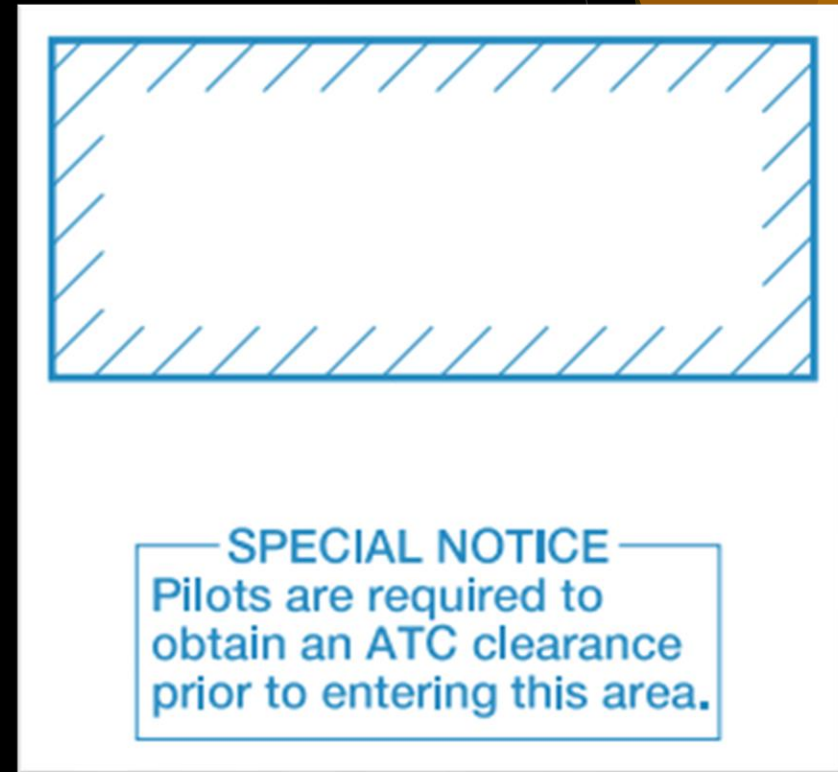 SPECIAL NOTICE
Pilots are required to
obtain an ATC clearance
prior to entering this area.